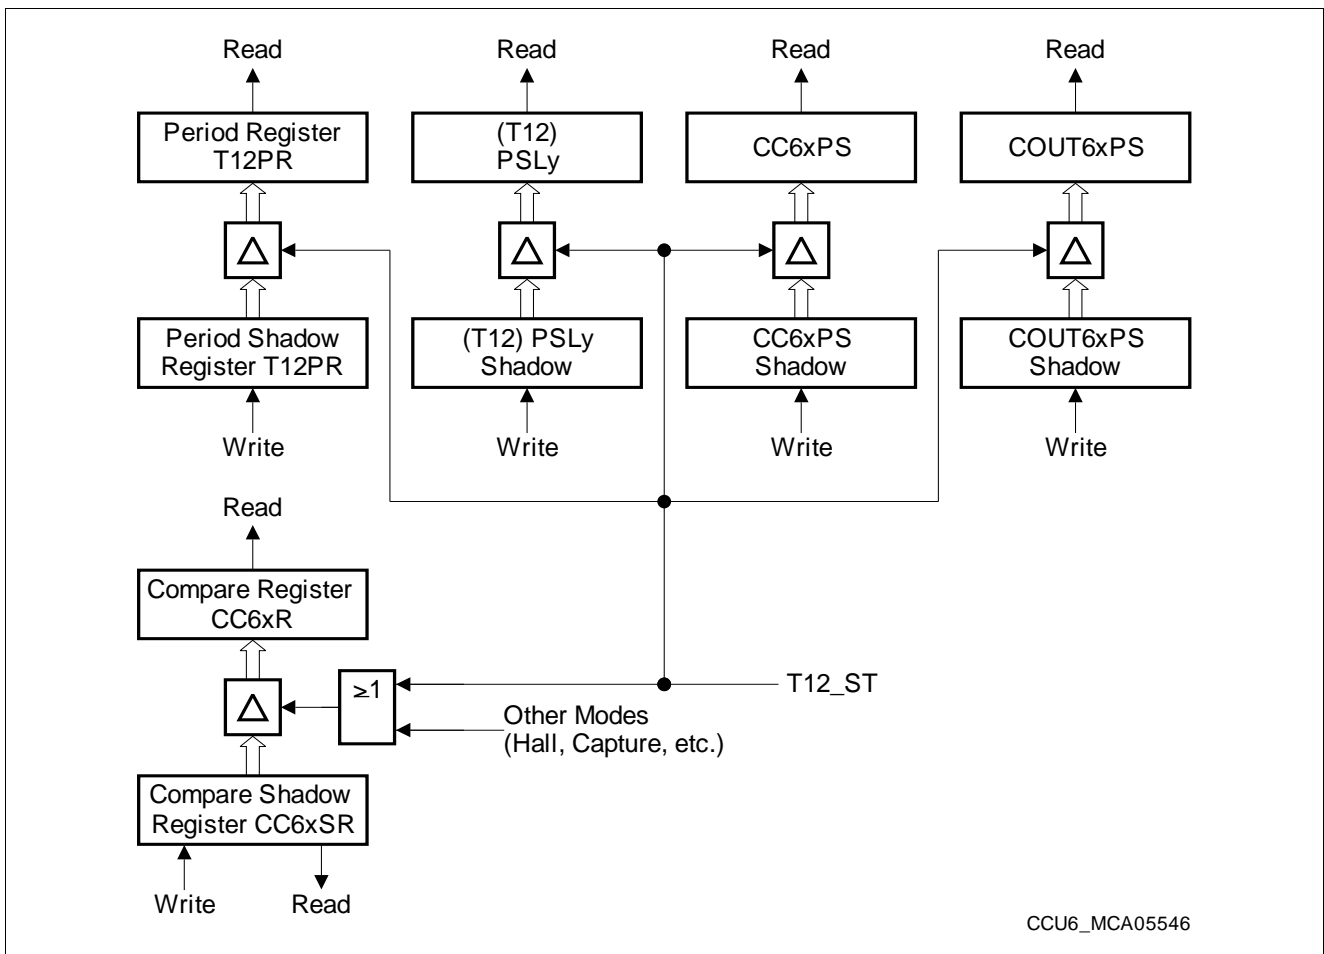 Read
Read
Read
Read
Period Register
T12PR
(T12)
PSLy
CC6xPS
COUT6xPS
Period Shadow
Register T12PR
(T12) PSLy
Shadow
CC6xPS
Shadow
COUT6xPS
Shadow
Write
Write
Write
Write
Read
Compare Register
CC6xR
≥1
T12_ST
Other Modes
(Hall, Capture, etc.)
Compare Shadow
Register CC6xSR
Write
Read
CCU6_MCA05546